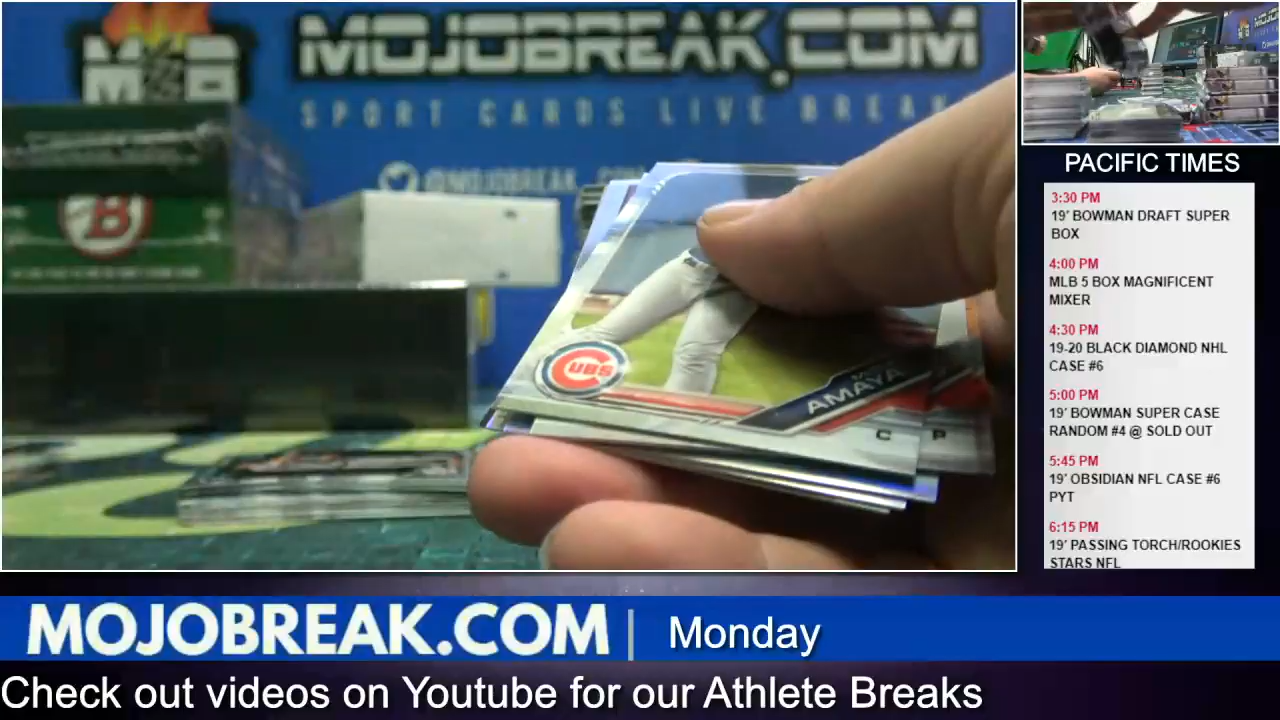 MOJOBREAK.COM
SPORT CARDS LIVE BREAK
@MOJOBREAK
B
CUBS
AMAYA
C
P
PACIFIC TIMES
3:30 PM
19' BOWMAN DRAFT SUPER
BOX
4:00 PM
MLB 5 BOX MAGNIFICENT
MIXER
4:30 PM
19-20 BLACK DIAMOND NHL
CASE #6
5:00 PM
19' BOWMAN SUPER CASE
RANDOM #4 @ SOLD OUT
5:45 PM
19' OBSIDIAN NFL CASE #6
PYT
6:15 PM
19' PASSING TORCH/ROOKIES
STARS NFL
MOJOBREAK.COM | Monday
Check out videos on Youtube for our Athlete Breaks